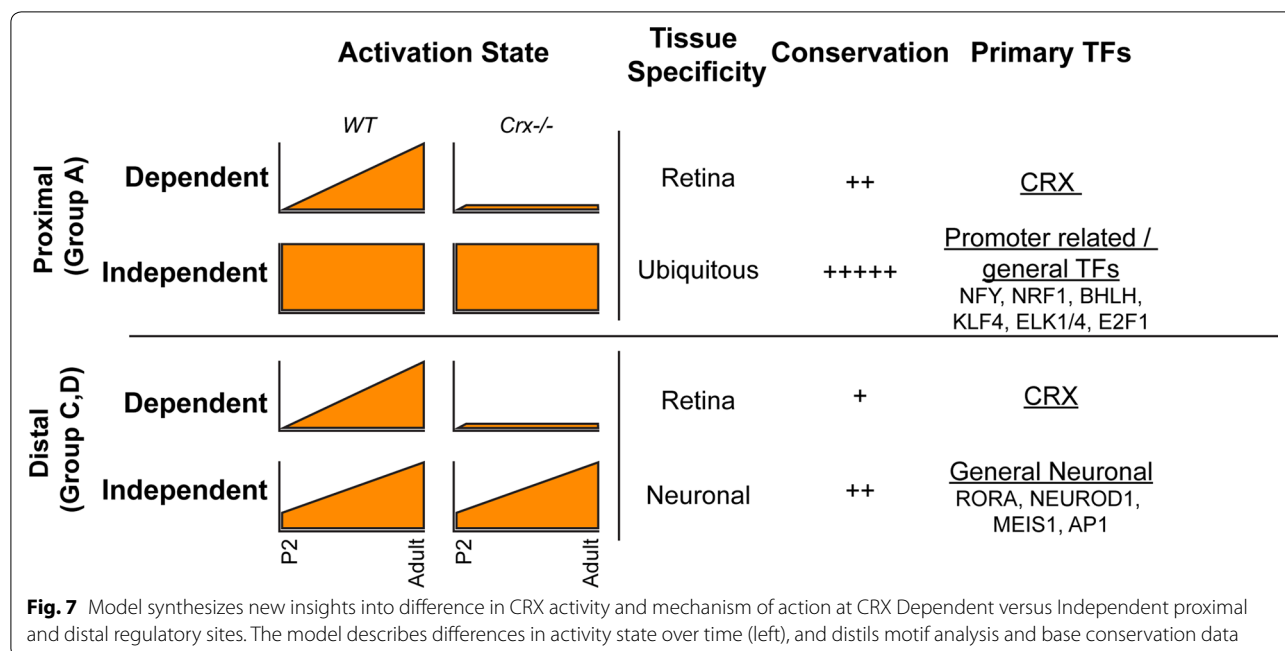 Activation State
Tissue
Specificity
Conservation
Primary TFs
WT
Crx-/-
Proximal
(Group A)
Dependent
Retina
++
CRX
Independent
Ubiquitous
+++++
Promoter related /
general TFs
NFY, NRF1, BHLH,
KLF4, ELK1/4, E2F1
Distal
(Group C,D)
Dependent
Retina
+
CRX
Independent
Neuronal
++
General Neuronal
RORA, NEUROD1,
MEIS1, AP1
P2
Adult
P2
Adult
Fig. 7 Model synthesizes new insights into difference in CRX activity and mechanism of action at CRX Dependent versus Independent proximal
and distal regulatory sites. The model describes differences in activity state over time (left), and distils motif analysis and base conservation data